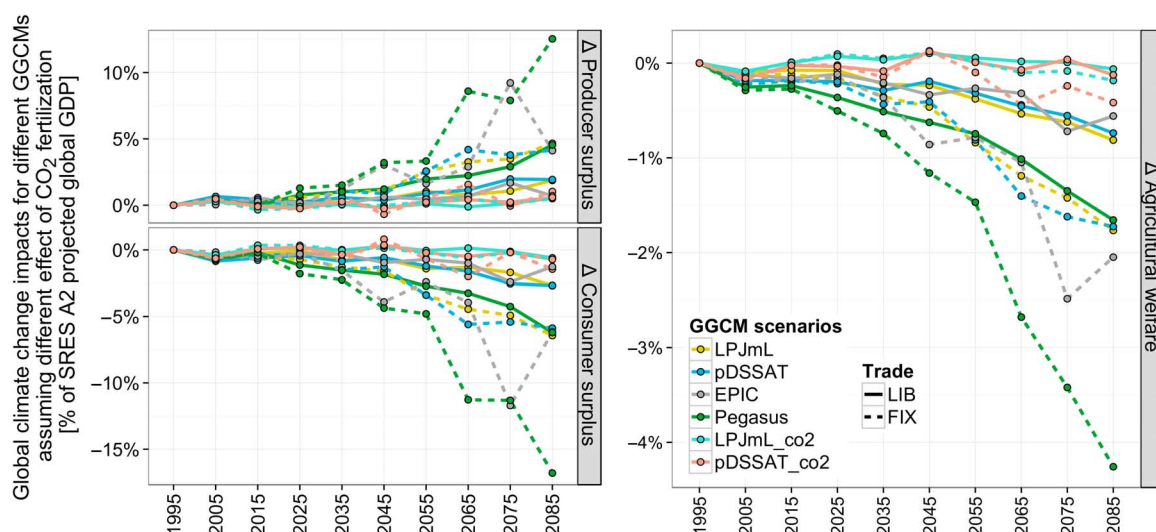 Global climate change impacts for different GGCMs
assuming different effect of CO₂ fertilization
[% of SRES A2 projected global GDP]
10%
5%
0%
Δ Producer surplus
0%
−5%
−10%
−15%
Δ Consumer surplus
1995
2005
2015
2025
2035
2045
2055
2065
2075
2085
0%
−1%
−2%
−3%
−4%
Δ Agricultural Welfare
GGCM scenarios
LPJmL
pDSSAT
EPIC
Pegasus
LPJmL_co2
pDSSAT_co2
Trade
LIB
FIX
1995
2005
2015
2025
2035
2045
2055
2065
2075
2085